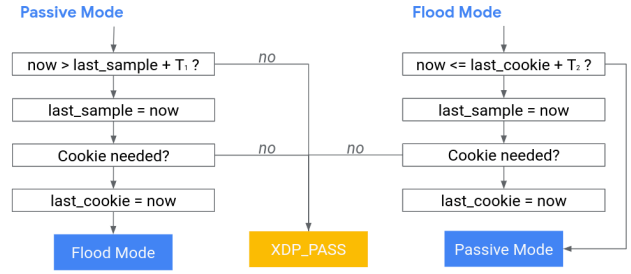 Passive Mode
Flood Mode
now > last_sample + T₁ ?
no
now <= last_cookie + T₂ ?
last_sample = now
last_sample = now
Cookie needed?
no
no
Cookie needed?
last_cookie = now
last_cookie = now
Flood Mode
XDP_PASS
Passive Mode